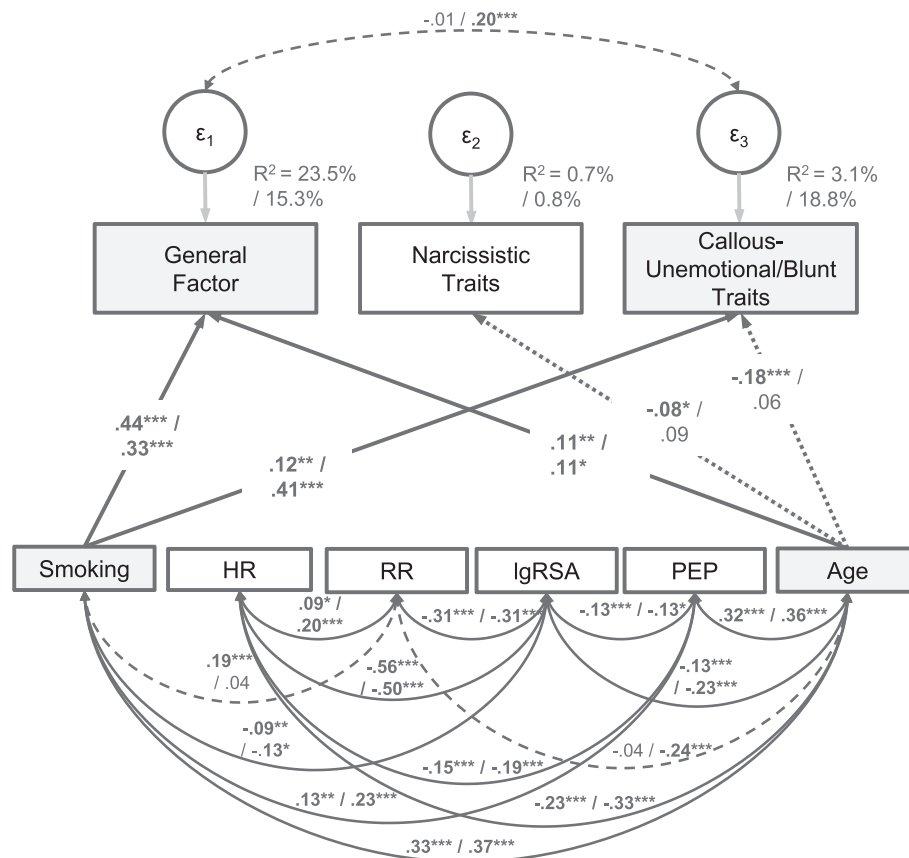 -.01 / .20***
ε1
ε2
ε3
R² = 23.5%
/ 15.3%
R² = 0.7%
/ 0.8%
R² = 3.1%
/ 18.8%
General
Factor
Narcissistic
Traits
Callous-
Unemotional/Blunt
Traits
.44*** /
.33***
.12** /
.41***
.11** /
.11*
-.08* /
.09
-.18*** /
.06
Smoking
HR
RR
lgRSA
PEP
Age
.09* /
.20***
-.31*** / -.31***
-.13*** / -.13*
.32*** / .36***
.19***
/ .04
-.56***
/ -.50***
-.13***
/ -.23***
-.09**
/ -.13*
-.04 / -.24***
-.15*** / -.19***
.13** / .23***
-.23*** / -.33***
.33*** / .37***